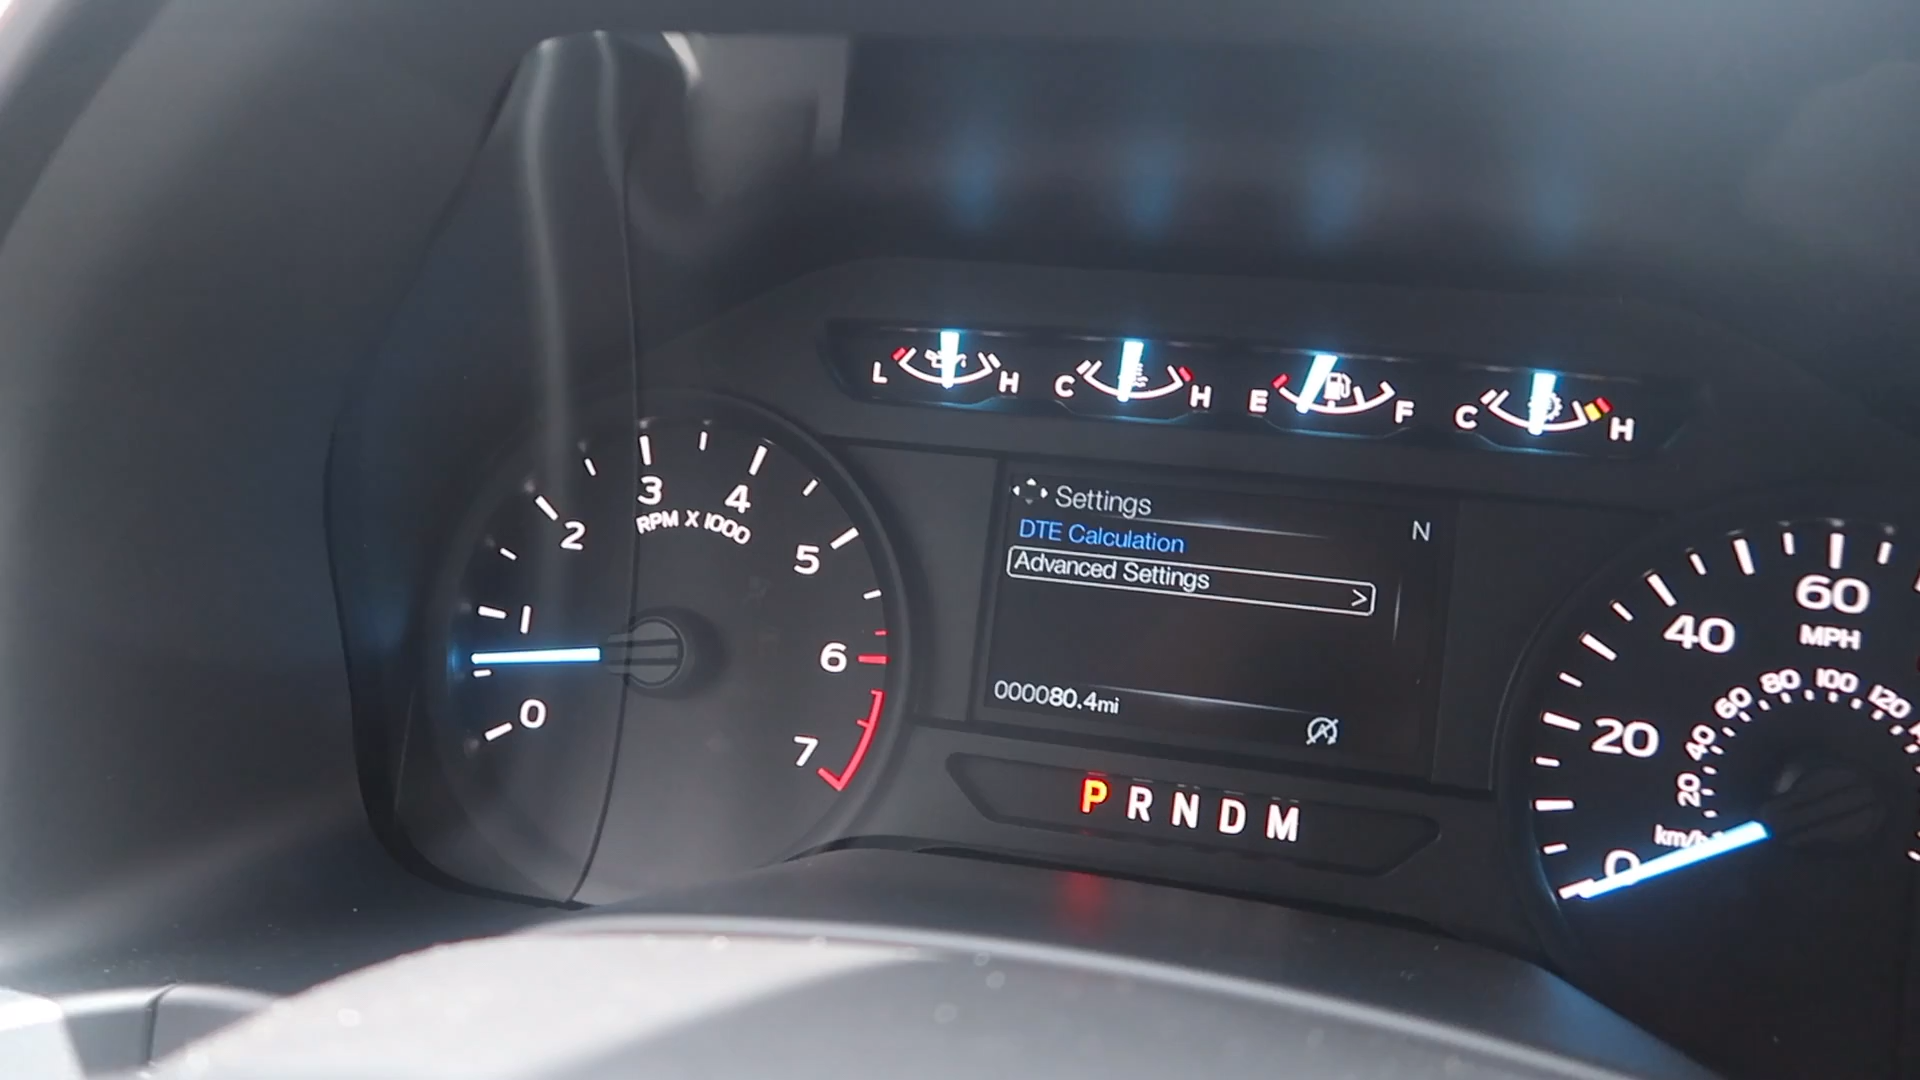 L H C H E F C H
3 4
RPM X 1000
2
5
1
6
0
7
Settings
N
DTE Calculation
Advanced Settings >
000080.4mi
P R N D M
60
MPH
40
20
0
km/h
20 40 60 80 100 120